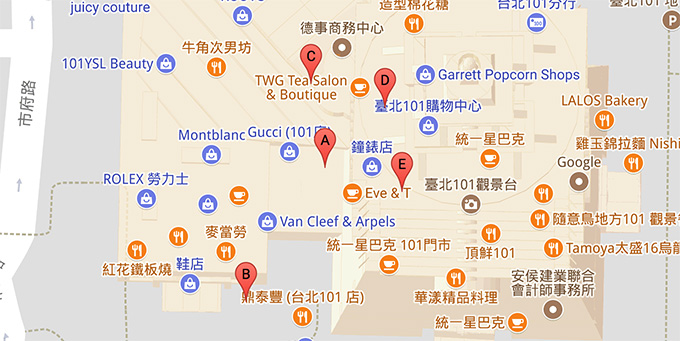 juicy couture
造型棉花糖
台北101分行
100
德事商務中心
牛角次男坊
C
101YSL Beauty
TWG Tea Salon
& Boutique
D
Garrett Popcorn Shops
臺北101購物中心
LALOS Bakery
市府路
Montblanc
Gucci (101店)
A
鐘錶店
統一星巴克
雞玉錦拉麵 Nishi
Google
E
ROLEX 勞力士
Eve & T
臺北101觀景台
Van Cleef & Arpels
隨意鳥地方101 觀景
麥當勞
統一星巴克 101門市
頂鮮101
Tamoya太盛16烏龍
紅花鐵板燒
鞋店
B
鼎泰豐 (台北101 店)
華漾精品料理
安侯建業聯合
會計師事務所
統一星巴克